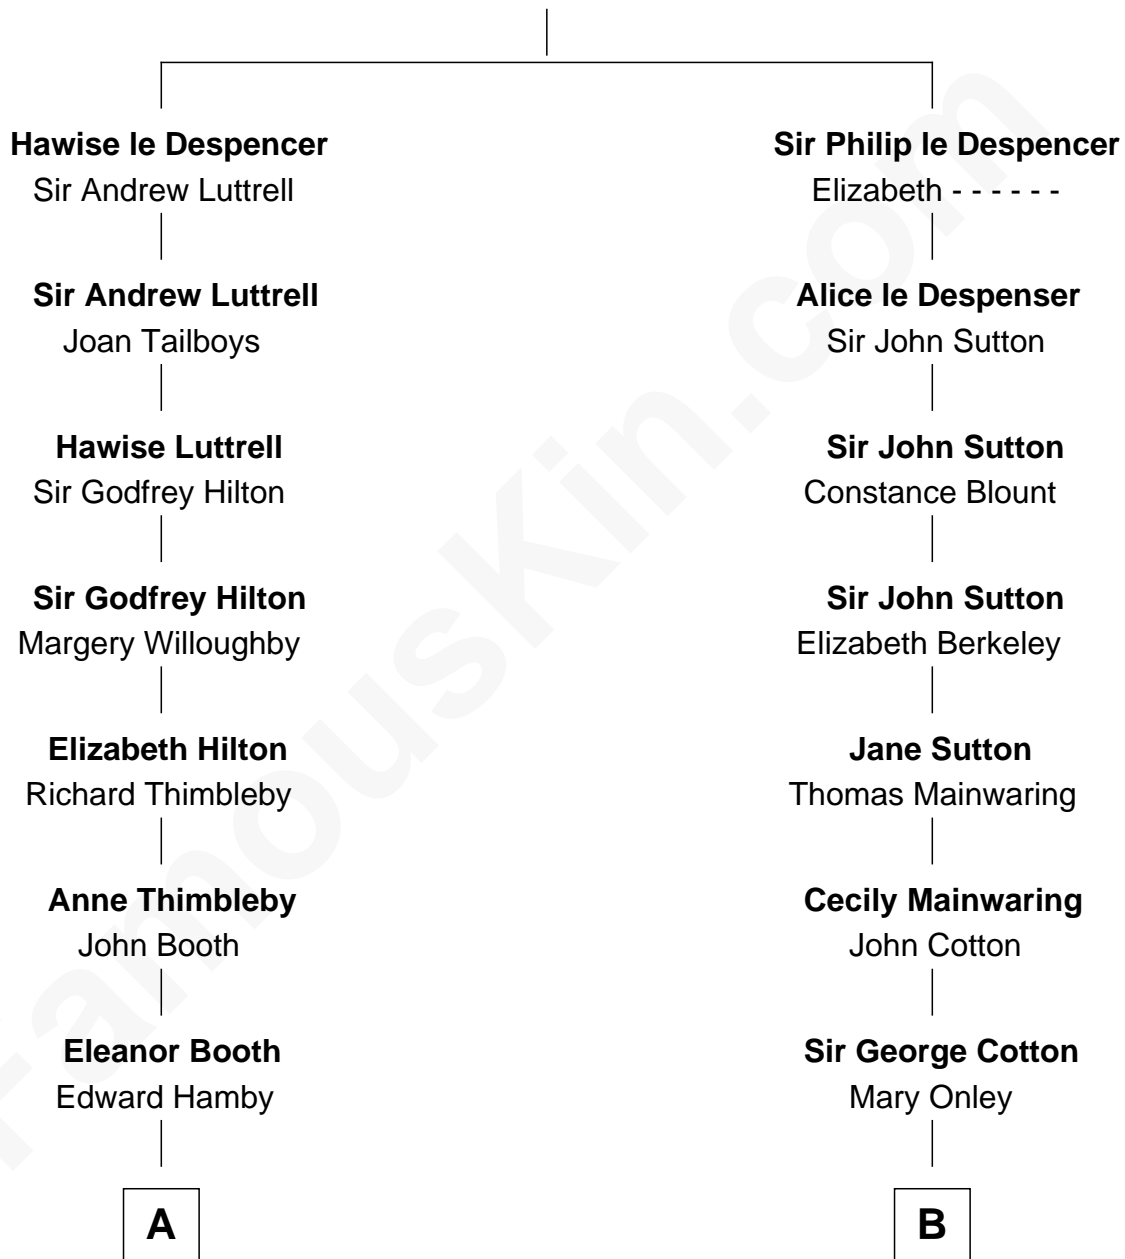 Hawise le Despencer
Sir Andrew Luttrell
Sir Andrew Luttrell
Joan Tailboys
Hawise Luttrell
Sir Godfrey Hilton
Sir Godfrey Hilton
Margery Willoughby
Elizabeth Hilton
Richard Thimbleby
Anne Thimbleby
John Booth
Eleanor Booth
Edward Hamby
A
Sir Philip le Despencer
Elizabeth - - - - - -
Alice le Despenser
Sir John Sutton
Sir John Sutton
Constance Blount
Sir John Sutton
Elizabeth Berkeley
Jane Sutton
Thomas Mainwaring
Cecily Mainwaring
John Cotton
Sir George Cotton
Mary Onley
B
FamousKin.com